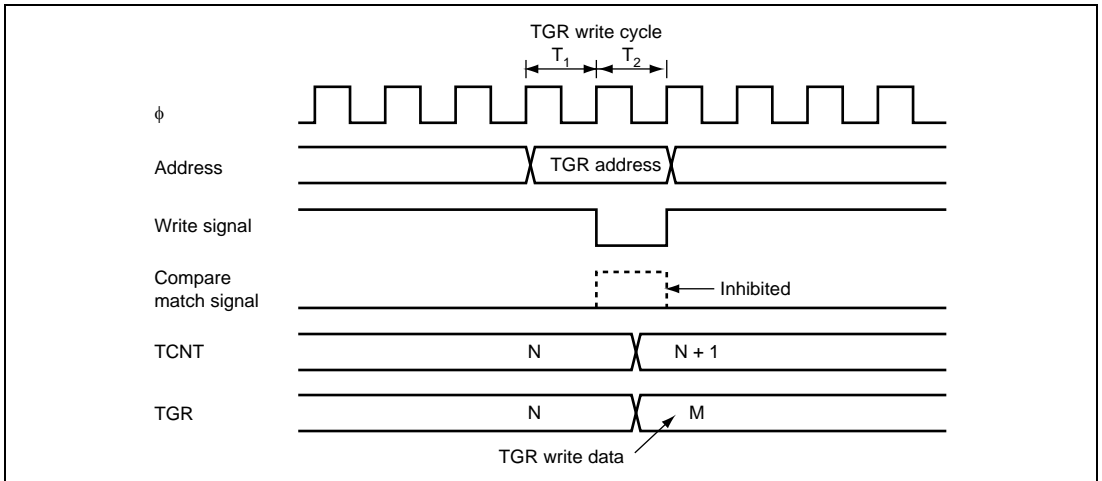 TGR write cycle
T1 T2
ϕ
Address TGR address
Write signal
Compare
match signal Inhibited
TCNT N N + 1
TGR N M
TGR write data